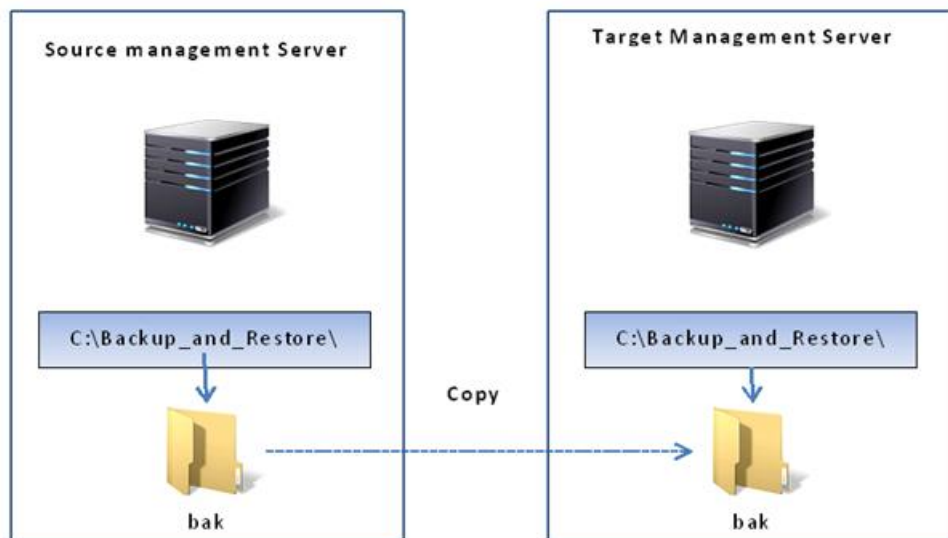 Source management Server
Target Management Server
C:\Backup_and_Restore\
C:\Backup_and_Restore\
Copy
bak
bak